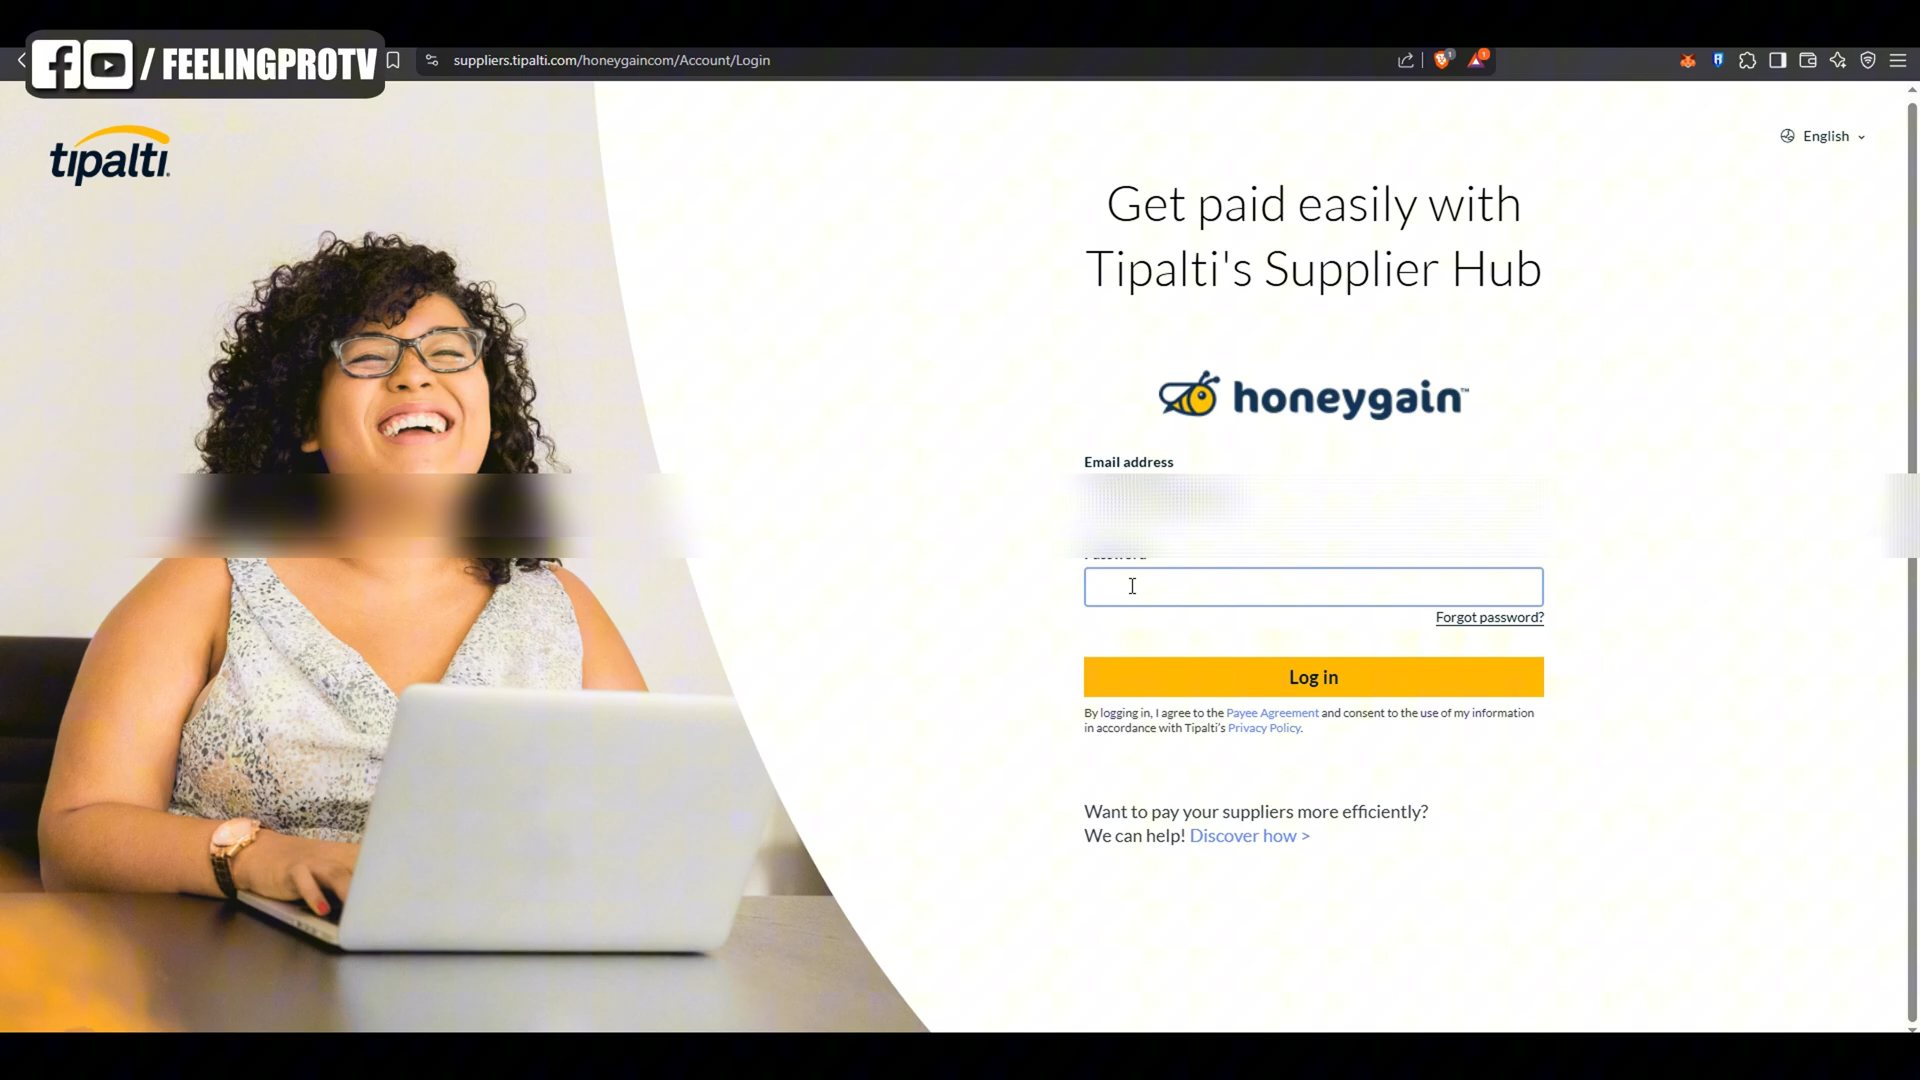 / FEELINGPROTV
suppliers.tipalti.com/honeygaincom/Account/Login
tipalti
English
Get paid easily with
Tipalti's Supplier Hub
honeygain™
Email address
Forgot password?
Log in
By logging in, I agree to the Payee Agreement and consent to the use of my information
in accordance with Tipalti's Privacy Policy.
Want to pay your suppliers more efficiently?
We can help! Discover how >